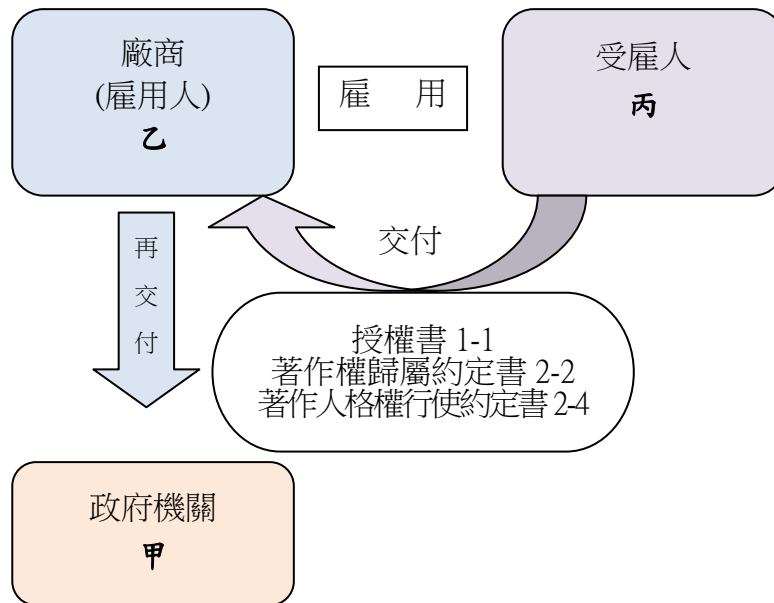 廠商
(雇用人)
乙
雇 用
受雇人
丙
交付
再
交
付
授權書 1-1
著作權歸屬約定書 2-2
著作人格權行使約定書 2-4
政府機關
甲